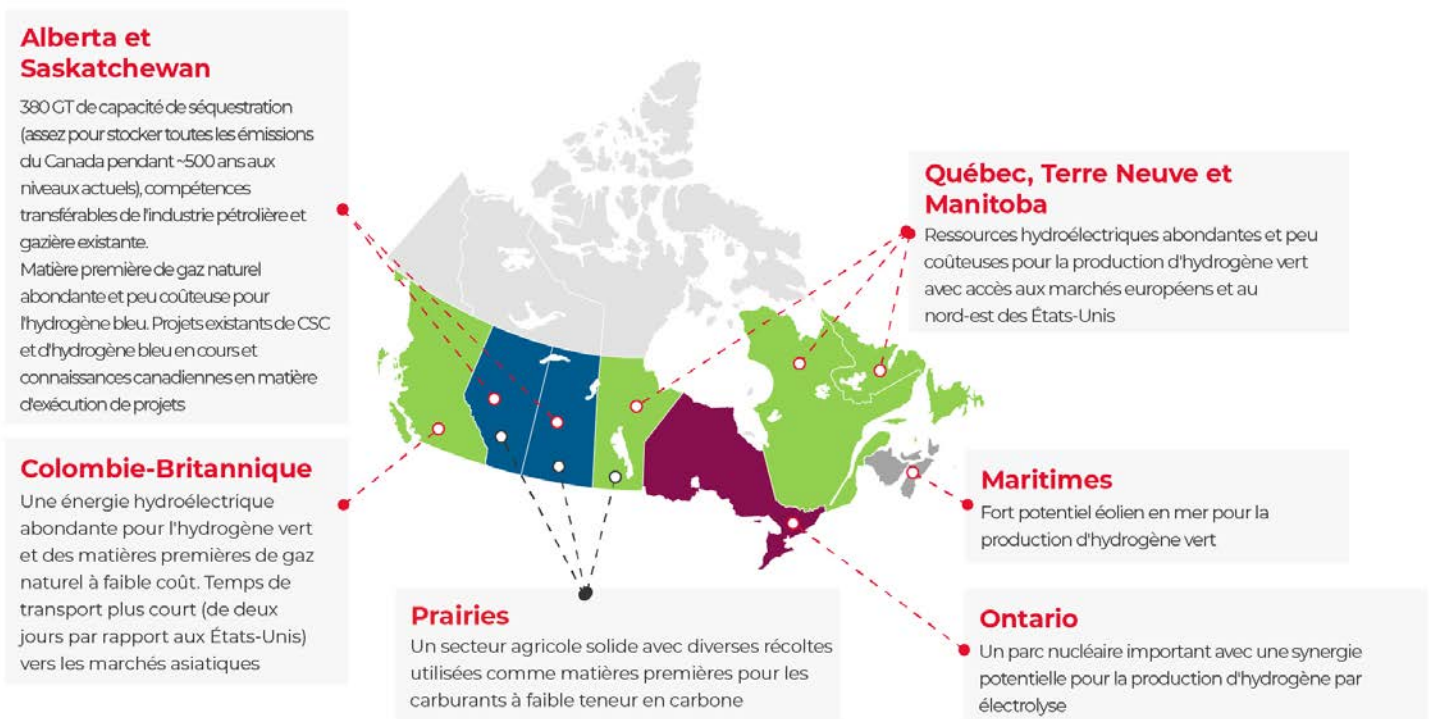 Alberta et
Saskatchewan
380 GT de capacité de séquestration
(assez pour stocker toutes les émissions
du Canada pendant ~500 ans aux
niveaux actuels), compétences
transférables de l'industrie pétrolière et
gazière existante.
Matière première de gaz naturel
abondante et peu coûteuse pour
l'hydrogène bleu. Projets existants de CSC
et d'hydrogène bleu en cours et
connaissances canadiennes en matière
d'exécution de projets
Colombie-Britannique
Une énergie hydroélectrique
abondante pour l'hydrogène vert
et des matières premières de gaz
naturel à faible coût. Temps de
transport plus court (de deux
jours par rapport aux États-Unis)
vers les marchés asiatiques
Prairies
Un secteur agricole solide avec diverses récoltes
utilisées comme matières premières pour les
carburants à faible teneur en carbone
Québec, Terre Neuve et
Manitoba
Ressources hydroélectriques abondantes et peu
coûteuses pour la production d'hydrogène vert
avec accès aux marchés européens et au
nord-est des États-Unis
Maritimes
Fort potentiel éolien en mer pour la
production d'hydrogène vert
Ontario
Un parc nucléaire important avec une synergie
potentielle pour la production d'hydrogène par
électrolyse